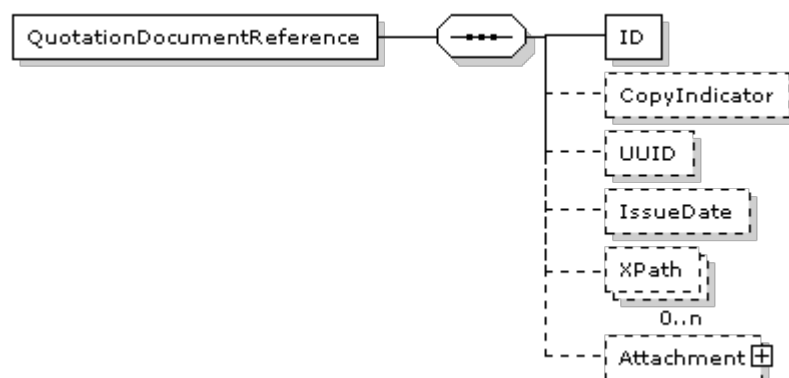 QuotationDocumentReference
ID
CopyIndicator
UUID
IssueDate
XPath
0..n
Attachment